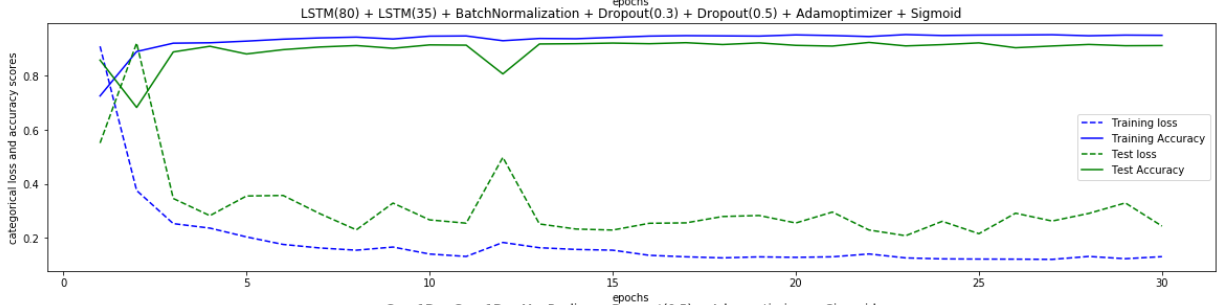 epochs
LSTM(80) + LSTM(35) + BatchNormalization + Dropout(0.3) + Dropout(0.5) + Adamoptimizer + Sigmoid
categorical loss and accuracy scores
0.8
0.6
0.4
0.2
Training loss
Training Accuracy
Test loss
Test Accuracy
0 5 10 15 20 25 30
epochs